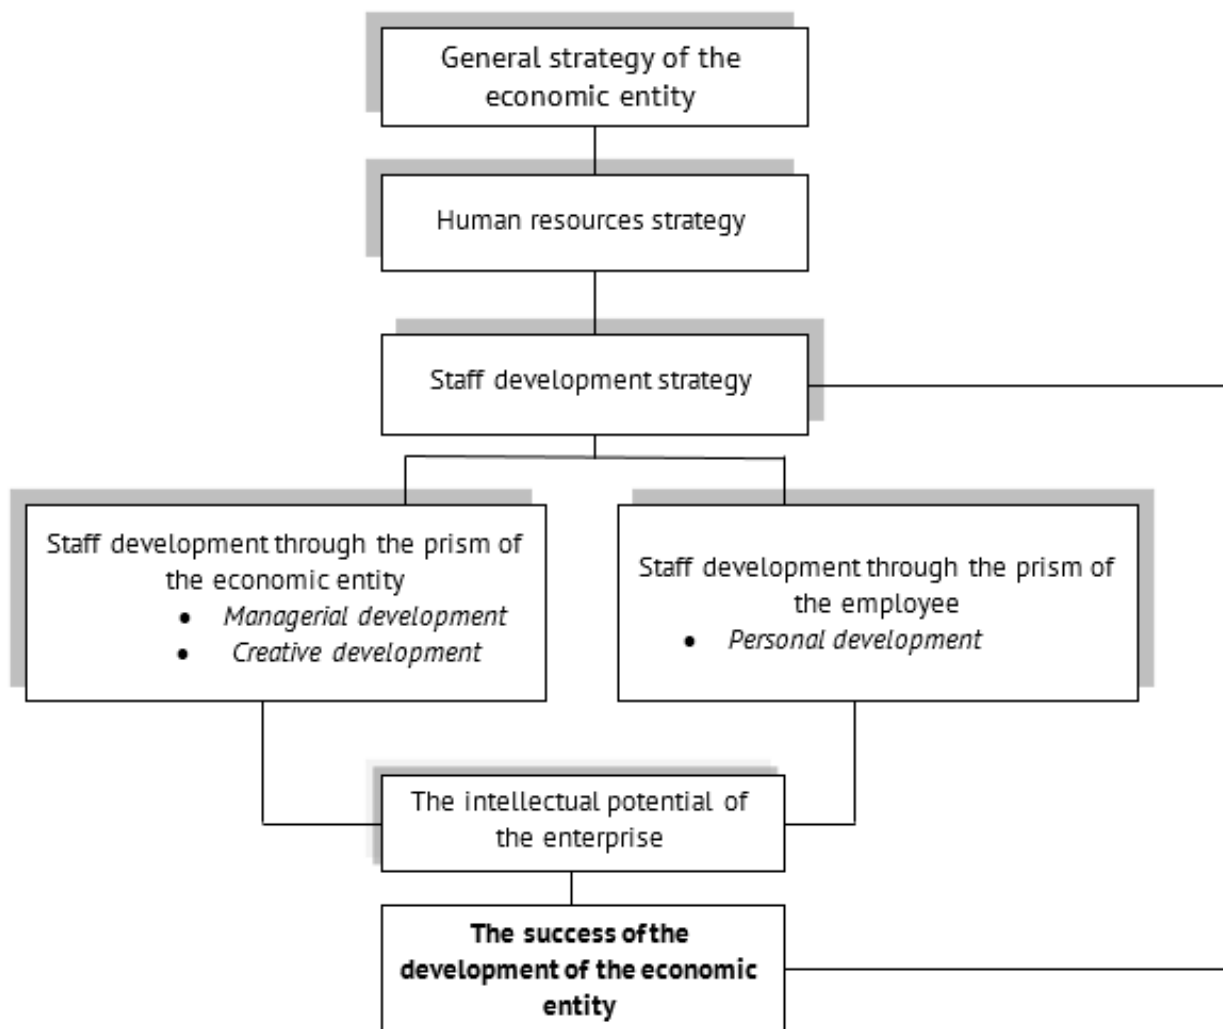 General strategy of the
economic entity
Human resources strategy
Staff development strategy
Staff development through the prism of
the economic entity
• Managerial development
• Creative development
Staff development through the prism of
the employee
• Personal development
The intellectual potential of
the enterprise
The success of the
development of the economic
entity